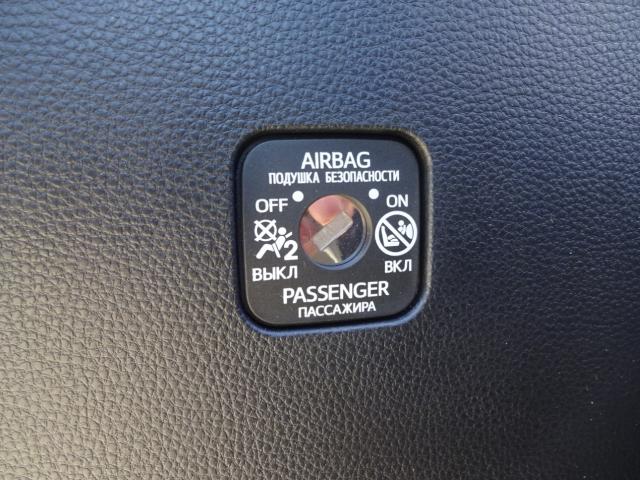 AIRBAG
ПОДУШКА БЕЗОПАСНОСТИ
OFF ON
2
ВЫКЛ ВКЛ
PASSENGER
ПАССАЖИРА